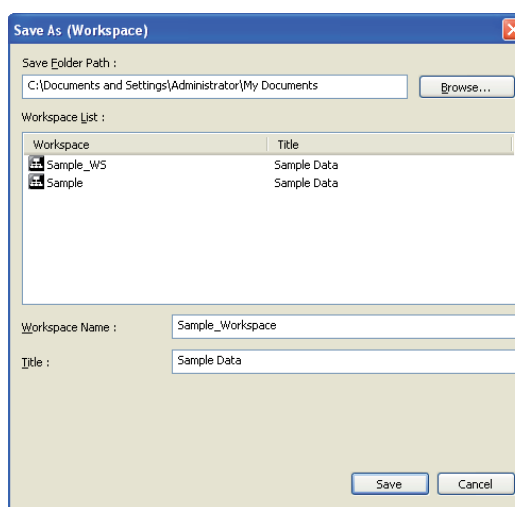 Save As (Workspace)
Save Folder Path :
C:\Documents and Settings\Administrator\My Documents
Browse...
Workspace List :
Workspace Title
Sample_WS Sample Data
Sample Sample Data
Workspace Name : Sample_Workspace
Title : Sample Data
Save Cancel